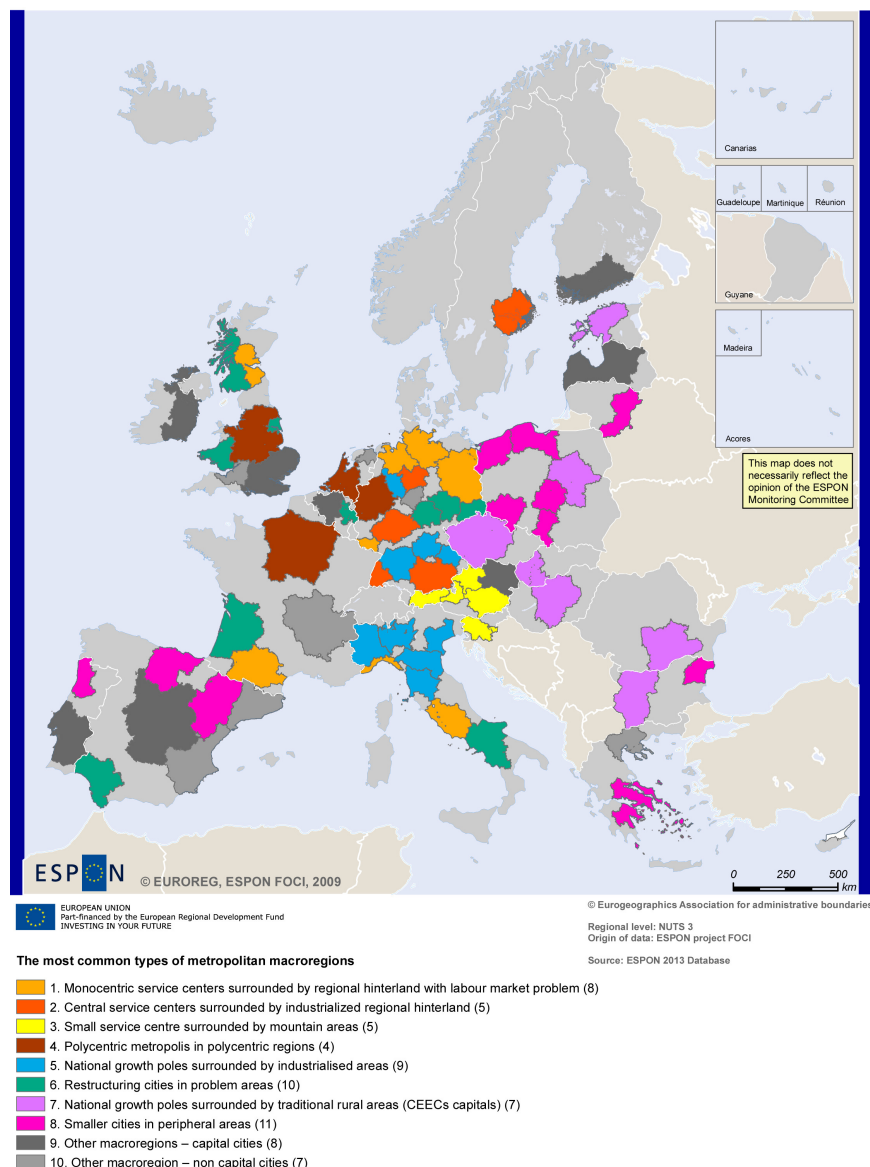 Canarias
Guadeloupe Martinique Réunion
Guyane
Madeira
Acores
This map does not
necessarily reflect the
opinion of the ESPON
Monitoring Committee
ESPON
© EUROREG, ESPON FOCI, 2009
0 250 500
km
EUROPEAN UNION
Part-financed by the European Regional Development Fund
INVESTING IN YOUR FUTURE
© Eurogeographics Association for administrative boundaries
Regional level: NUTS 3
Origin of data: ESPON project FOCI
Source: ESPON 2013 Database
The most common types of metropolitan macroregions
1. Monocentric service centers surrounded by regional hinterland with labour market problem (8)
2. Central service centers surrounded by industrialized regional hinterland (5)
3. Small service centre surrounded by mountain areas (5)
4. Polycentric metropolis in polycentric regions (4)
5. National growth poles surrounded by industrialised areas (9)
6. Restructuring cities in problem areas (10)
7. National growth poles surrounded by traditional rural areas (CEECs capitals) (7)
8. Smaller cities in peripheral areas (11)
9. Other macroregions – capital cities (8)
10. Other macroregion – non capital cities (7)